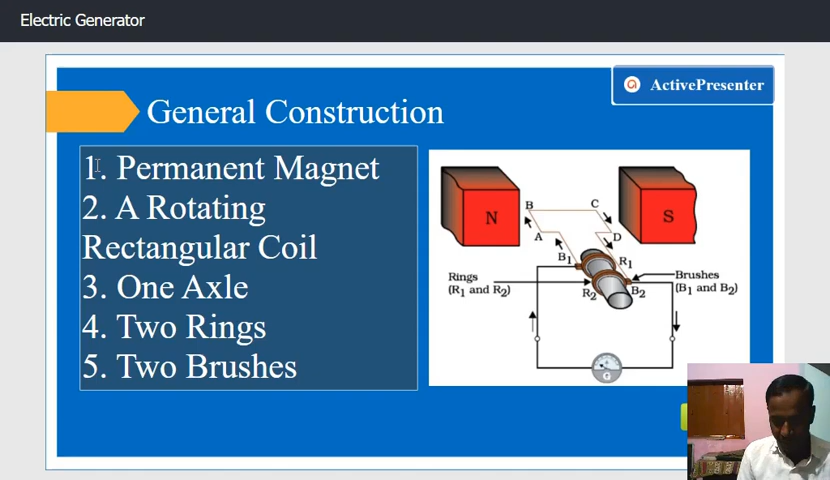 Electric Generator
ActivePresenter
General Construction
1. Permanent Magnet
2. A Rotating
Rectangular Coil
3. One Axle
4. Two Rings
5. Two Brushes
N
S
B
C
A
D
B1
R1
Rings
(R1 and R2)
R2
B2
Brushes
(B1 and B2)
G